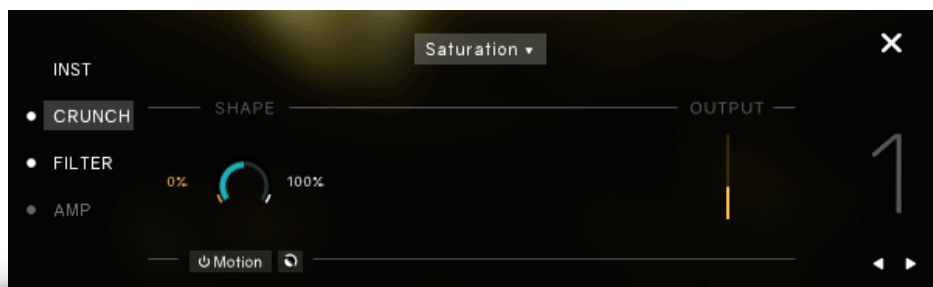 Saturation
INST
CRUNCH
SHAPE
OUTPUT
FILTER
0%
100%
AMP
1
Motion